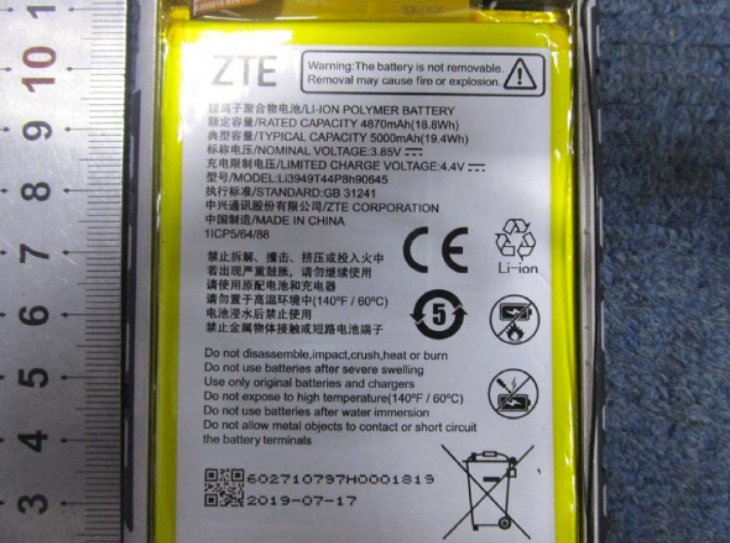 ZTE
Warning:The battery is not removable.
Removal may cause fire or explosion.
锂离子聚合物电池/LI-ION POLYMER BATTERY
额定容量/RATED CAPACITY 4870mAh(18.8Wh)
典型容量/TYPICAL CAPACITY 5000mAh(19.4Wh)
标称电压/NOMINAL VOLTAGE:3.85V
充电限制电压/LIMITED CHARGE VOLTAGE:4.4V
型号/MODEL:Li3949T44P8h90645
执行标准/STANDARD:GB 31241
中兴通讯股份有限公司/ZTE CORPORATION
中国制造/MADE IN CHINA
1ICP5/64/88
CE
Li-ion
禁止拆解、撞击、挤压或投入火中
若出现严重鼓胀，请勿继续使用
请使用原配电池和充电器
请勿置于高温环境中(140°F / 60°C)
电池浸水后禁止使用
禁止金属物体接触或短路电池端子
5
Do not disassemble,impact,crush,heat or burn
Do not use batteries after severe swelling
Use only original batteries and chargers
Do not expose to high temperature(140°F / 60°C)
Do not use batteries after water immersion
Do not allow metal objects to contact or short circuit
the battery terminals
602710797H0001819
2019-07-17
10
9
8
7
6
5
4
3